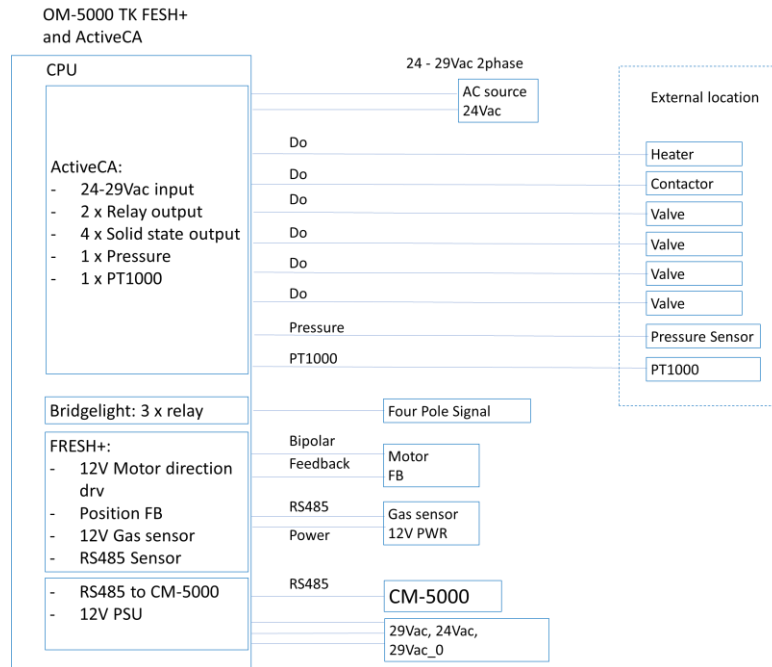 OM-5000 TK FESH+
and ActiveCA
CPU
24 - 29Vac 2phase
AC source
24Vac
External location
ActiveCA:
- 24-29Vac input
- 2 x Relay output
- 4 x Solid state output
- 1 x Pressure
- 1 x PT1000
Do
Heater
Do
Contactor
Do
Valve
Do
Valve
Do
Valve
Do
Valve
Pressure
Pressure Sensor
PT1000
PT1000
Bridgelight: 3 x relay
Four Pole Signal
FRESH+:
- 12V Motor direction
drv
- Position FB
- 12V Gas sensor
- RS485 Sensor
Bipolar
Feedback
Motor
FB
RS485
Power
Gas sensor
12V PWR
- RS485 to CM-5000
- 12V PSU
RS485
CM-5000
29Vac, 24Vac,
29Vac_0